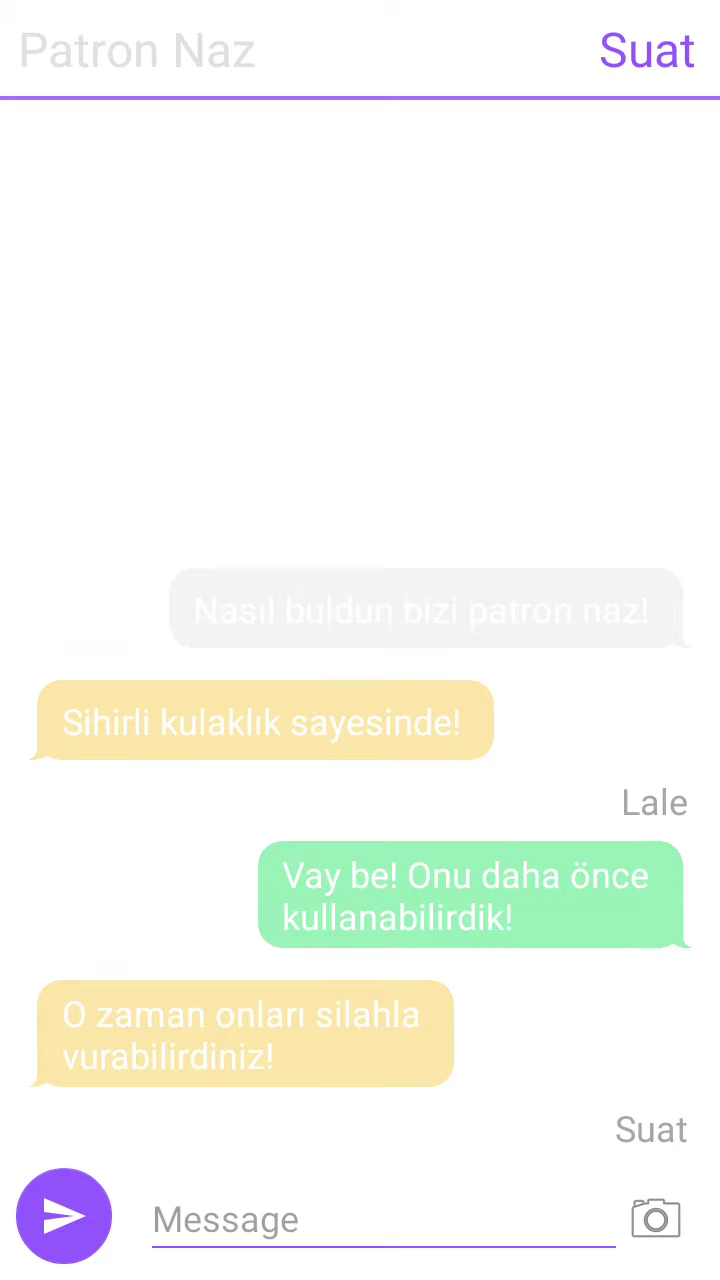 Patron Naz
Suat
Nasıl buldun bizi patron naz!
Sihirli kulaklık sayesinde!
Lale
Vay be! Onu daha önce
kullanabilirdik!
O zaman onları silahla
vurabilirdiniz!
Suat
Message